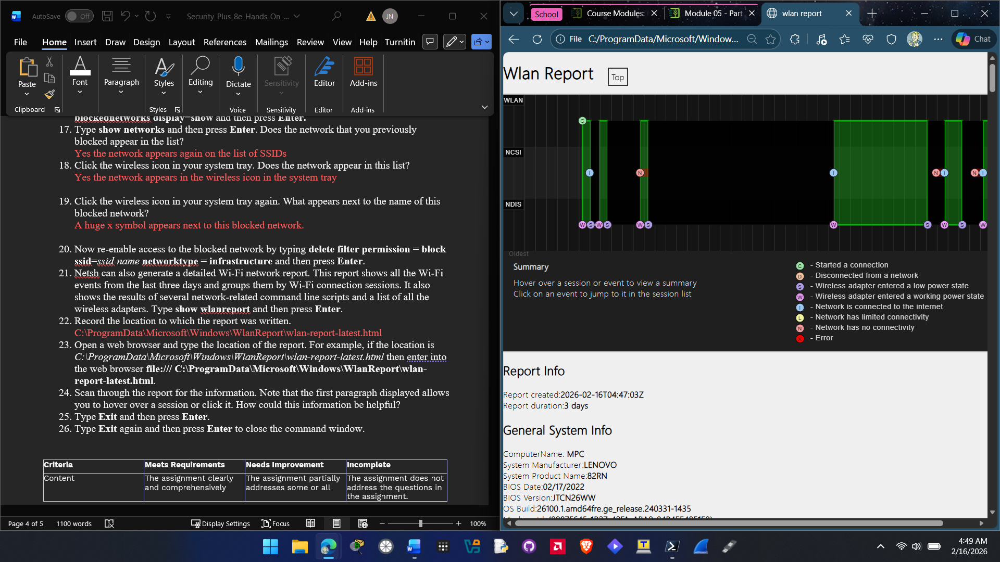 AutoSave
Off
Security_Plus_8e_Hands_On_...
JN
File
Home
Insert
Draw
Design
Layout
References
Mailings
Review
View
Help
Turnitin
Paste
Font
Paragraph
Styles
Editing
Dictate
Sensitivity
Editor
Add-ins
Clipboard
Styles
Voice
Sensitivity
Editor
Add-ins
blockednetworks display=show and then press Enter.
17. Type show networks and then press Enter. Does the network that you previously
blocked appear in the list?
Yes the network appears again on the list of SSIDs
18. Click the wireless icon in your system tray. Does the network appear in this list?
Yes the network appears in the wireless icon in the system tray
19. Click the wireless icon in your system tray again. What appears next to the name of this
blocked network?
A huge x symbol appears next to this blocked network.
20. Now re-enable access to the blocked network by typing delete filter permission = block
ssid=ssid-name networktype = infrastructure and then press Enter.
21. Netsh can also generate a detailed Wi-Fi network report. This report shows all the Wi-Fi
events from the last three days and groups them by Wi-Fi connection sessions. It also
shows the results of several network-related command line scripts and a list of all the
wireless adapters. Type show wlanreport and then press Enter.
22. Record the location to which the report was written.
C:\ProgramData\Microsoft\Windows\WlanReport\wlan-report-latest.html
23. Open a web browser and type the location of the report. For example, if the location is
C:\ProgramData\Microsoft\Windows\WlanReport\wlan-report-latest.html then enter into
the web browser file:/// C:\ProgramData\Microsoft\Windows\WlanReport\wlan-
report-latest.html.
24. Scan through the report for the information. Note that the first paragraph displayed allows
you to hover over a session or click it. How could this information be helpful?
25. Type Exit and then press Enter.
26. Type Exit again and then press Enter to close the command window.
Criteria
Meets Requirements
Needs Improvement
Incomplete
Content
The assignment clearly
and comprehensively
The assignment partially
addresses some or all
The assignment does not
address the questions in
the assignment.
Page 4 of 5
1100 words
Display Settings
Focus
100%
School
Course Modules:
Module 05 - Part
wlan report
File
C:/ProgramData/Microsoft/Window...
Chat
Wlan Report
Top
WLAN
C
NCSI
I
N
I
N
I
N
I
NDIS
W S W S
W S
W
S
W
S
W
Oldest
Summary
Hover over a session or event to view a summary
Click on an event to jump to it in the session list
C - Started a connection
D - Disconnected from a network
S - Wireless adapter entered a low power state
W - Wireless adapter entered a working power state
I - Network is connected to the internet
L - Network has limited connectivity
N - Network has no connectivity
X - Error
Report Info
Report created:2026-02-16T04:47:03Z
Report duration:3 days
General System Info
ComputerName: MPC
System Manufacturer:LENOVO
System Product Name:82RN
BIOS Date:02/17/2022
BIOS Version:JTCN26WW
OS Build:26100.1.amd64fre.ge_release.240331-1435
4:49 AM
2/16/2026